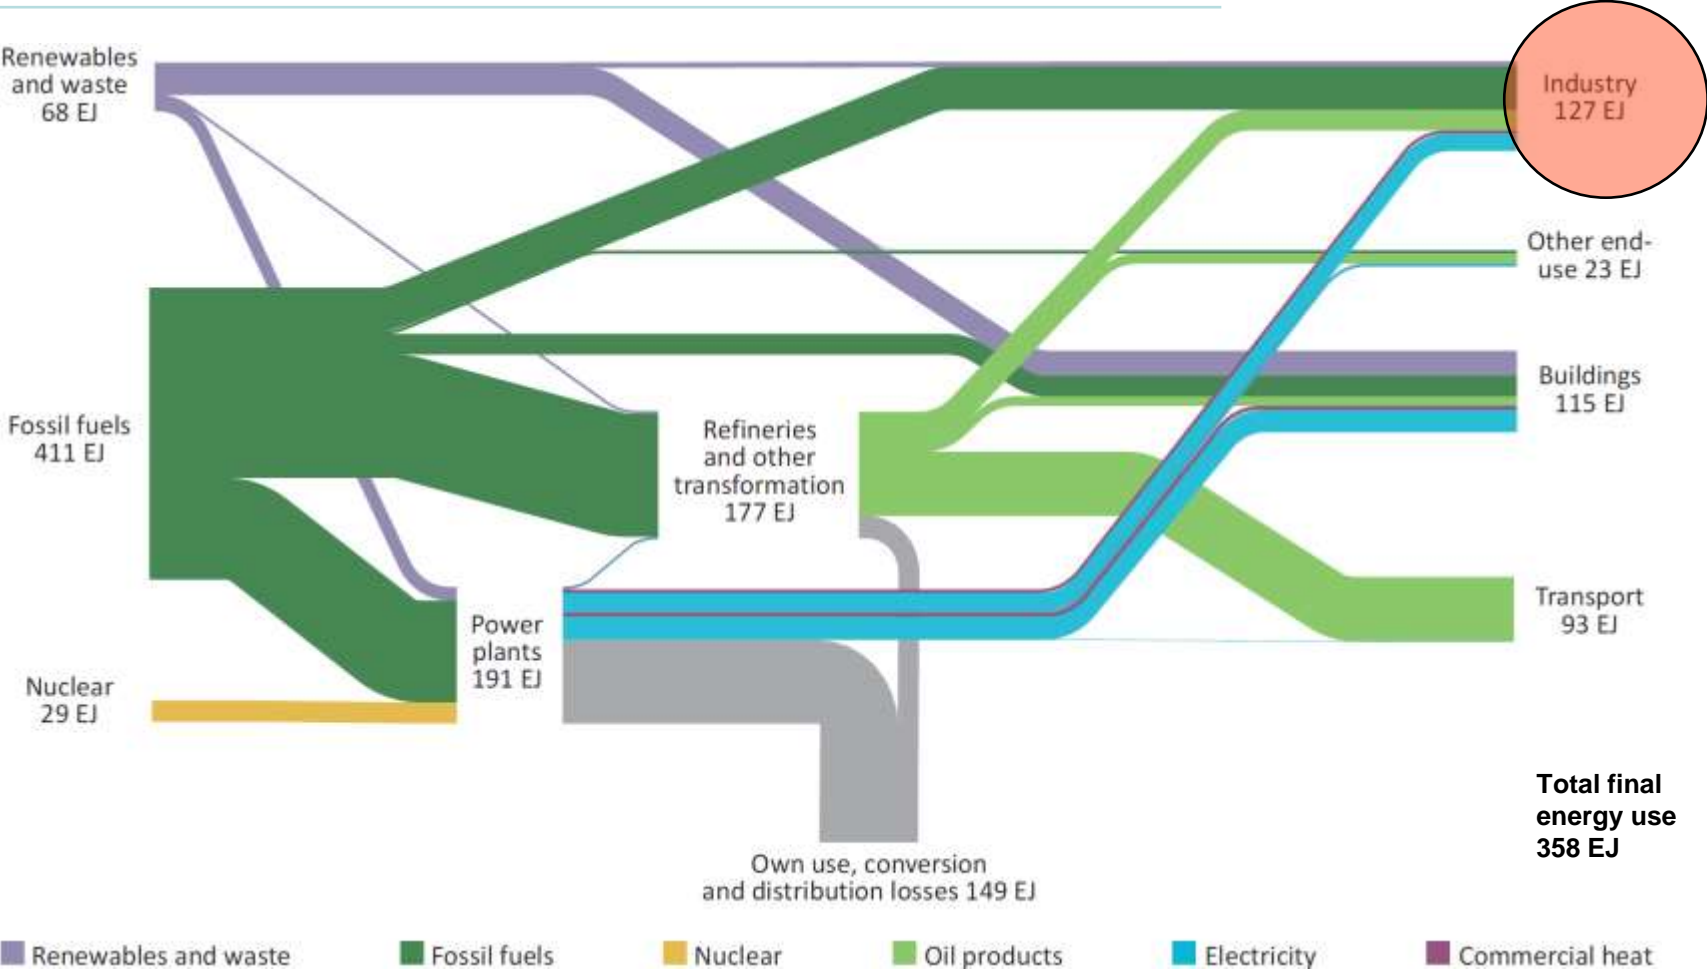 Renewables
and waste
68 EJ
Industry
127 EJ
Other end-
use 23 EJ
Buildings
115 EJ
Fossil fuels
411 EJ
Refineries
and other
transformation
177 EJ
Transport
93 EJ
Power
plants
191 EJ
Nuclear
29 EJ
Total final
energy use
358 EJ
Own use, conversion
and distribution losses 149 EJ
Renewables and waste
Fossil fuels
Nuclear
Oil products
Electricity
Commercial heat